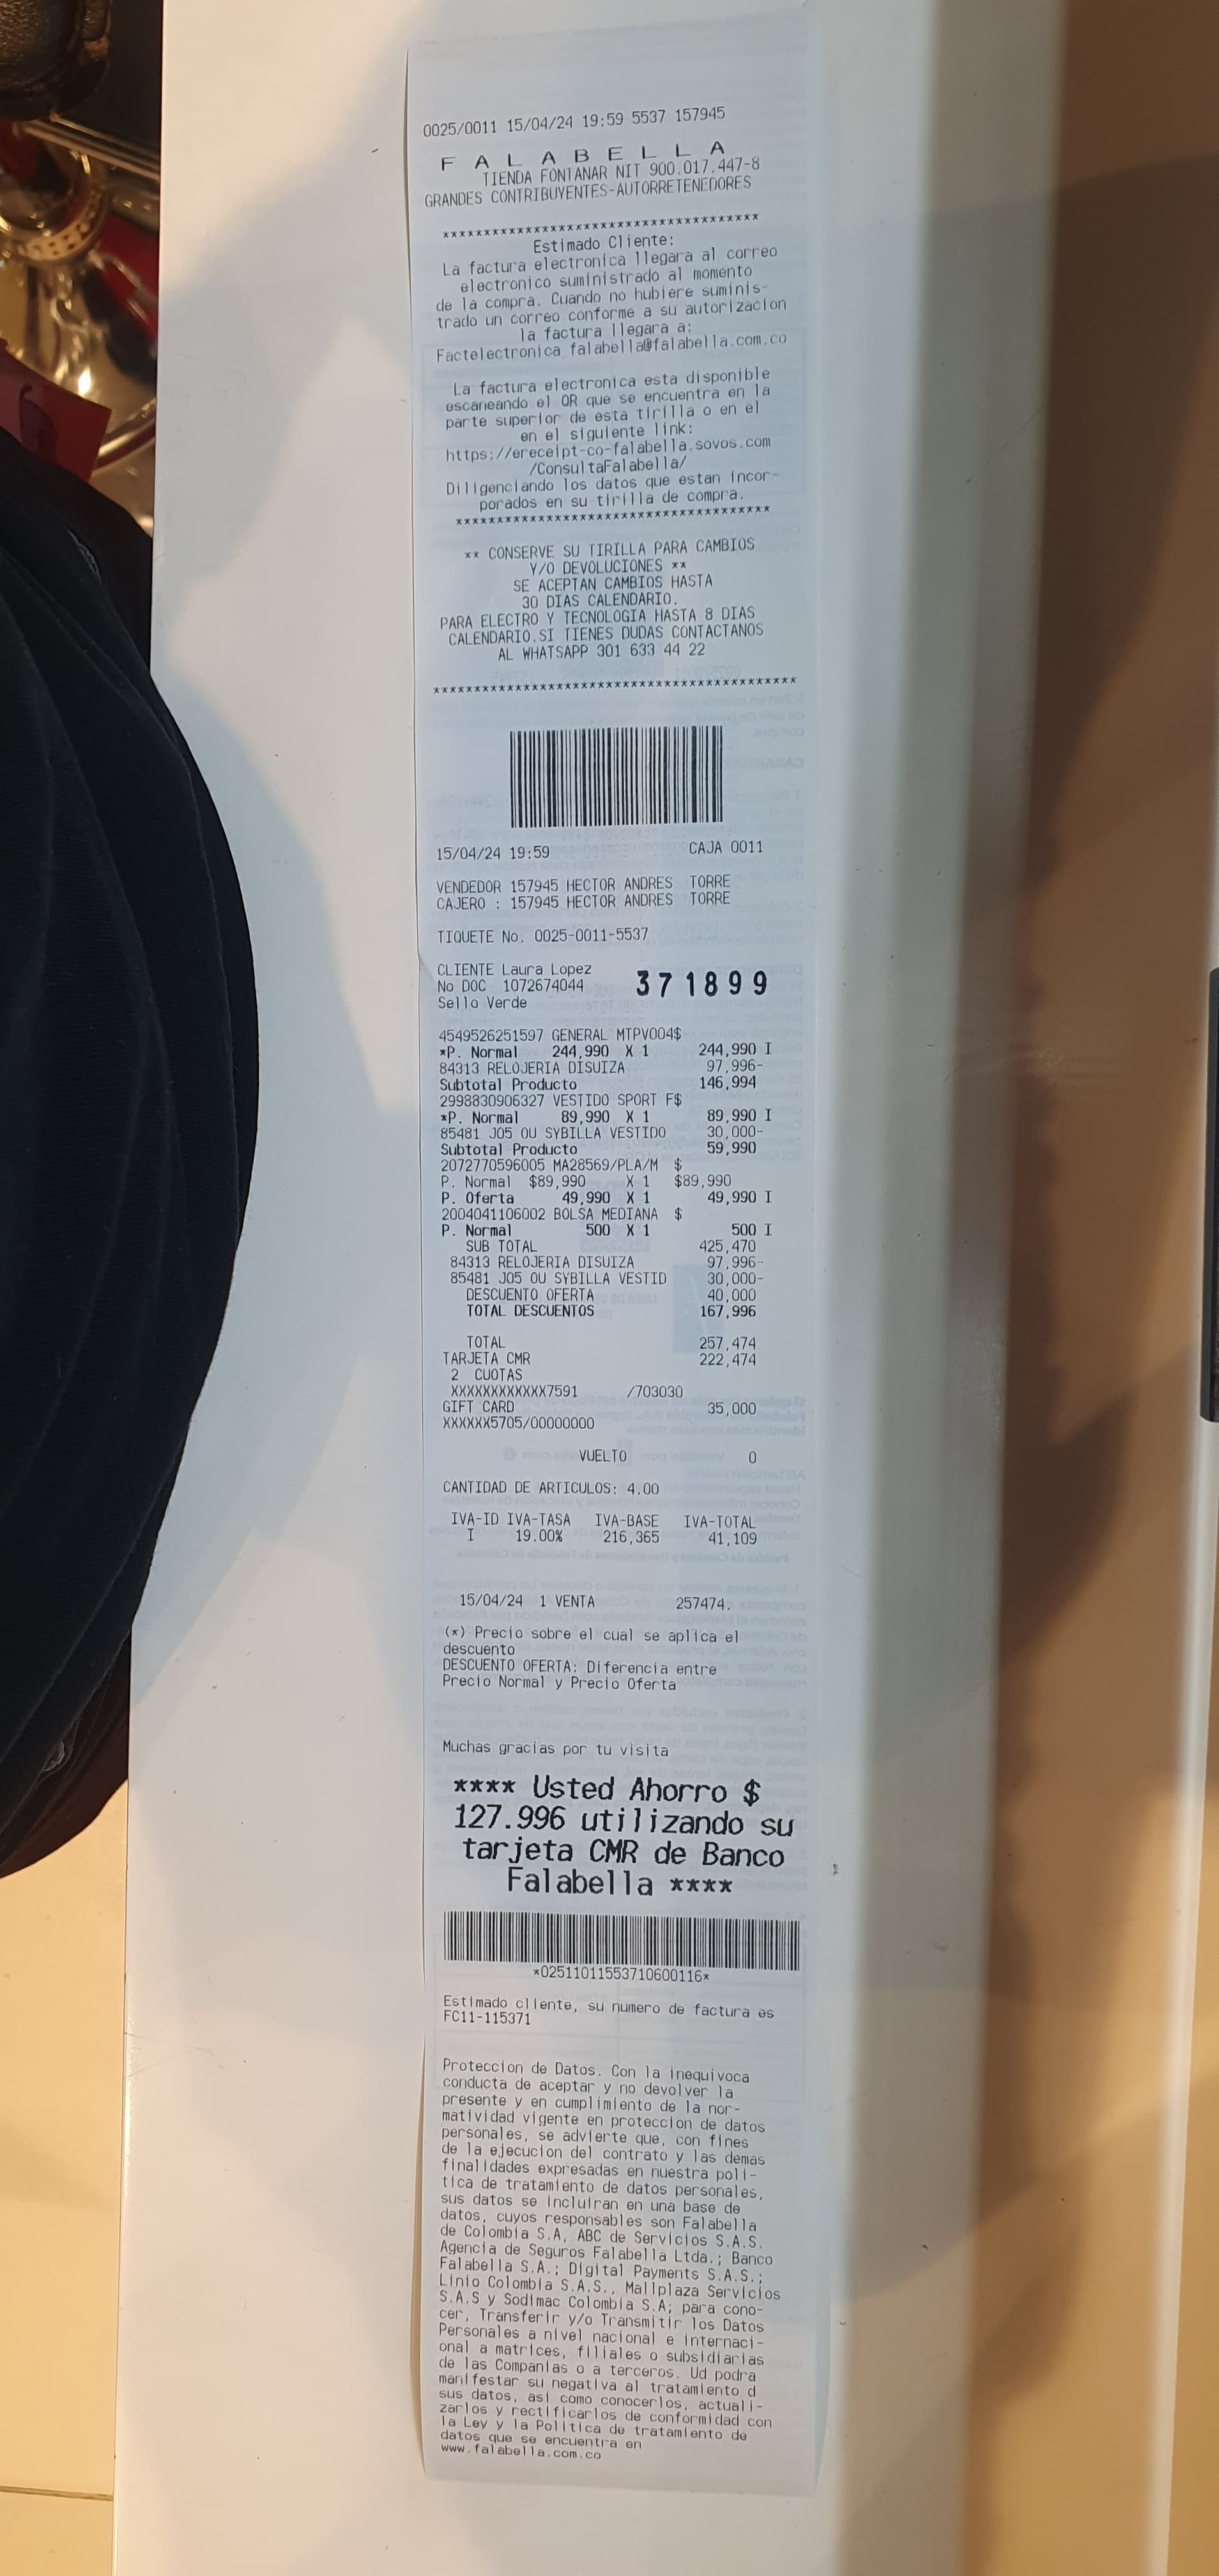 0025/0011 15/04/24 19:59 5537 157945
F A L A B E L L A
TIENDA FONTANAR NIT 900.017.447-8
GRANDES CONTRIBUYENTES-AUTORRETENEDORES
**************************************
Estimado Cliente:
La factura electronica llegara al correo
electronico suministrado al momento
de la compra. Cuando no hubiere suminis-
trado un correo conforme a su autorizacion
la factura llegara a:
Factelectronica_falabella@falabella.com.co
La factura electronica esta disponible
escaneando el QR que se encuentra en la
parte superior de esta tirilla o en el
en el siguiente link:
https://ereceipt-co-falabella.sovos.com
/ConsultaFalabella/
Diligenciando los datos que estan incor-
porados en su tirilla de compra.
**************************************
** CONSERVE SU TIRILLA PARA CAMBIOS
Y/O DEVOLUCIONES **
SE ACEPTAN CAMBIOS HASTA
30 DIAS CALENDARIO.
PARA ELECTRO Y TECNOLOGIA HASTA 8 DIAS
CALENDARIO.SI TIENES DUDAS CONTACTANOS
AL WHATSAPP 301 633 44 22
********************************************
15/04/24 19:59 CAJA 0011
VENDEDOR 157945 HECTOR ANDRES TORRE
CAJERO : 157945 HECTOR ANDRES TORRE
TIQUETE No. 0025-0011-5537
CLIENTE Laura Lopez
No DOC 1072674044 371899
Sello Verde
4549526251597 GENERAL MTPV004$
*P. Normal 244,990 X 1 244,990 I
84313 RELOJERIA DISUIZA 97,996-
Subtotal Producto 146,994
2998830906327 VESTIDO SPORT F$
*P. Normal 89,990 X 1 89,990 I
85481 J05 OU SYBILLA VESTIDO 30,000-
Subtotal Producto 59,990
2072770596005 MA28569/PLA/M $
P. Normal $89,990 X 1 $89,990
P. Oferta 49,990 X 1 49,990 I
2004041106002 BOLSA MEDIANA $
P. Normal 500 X 1 500 I
SUB TOTAL 425,470
84313 RELOJERIA DISUIZA 97,996-
85481 J05 OU SYBILLA VESTID 30,000-
DESCUENTO OFERTA 40,000
TOTAL DESCUENTOS 167,996
TOTAL 257,474
TARJETA CMR 222,474
2 CUOTAS
XXXXXXXXXXXX7591 /703030
GIFT CARD 35,000
XXXXXX5705/00000000
VUELTO 0
CANTIDAD DE ARTICULOS: 4.00
IVA-ID IVA-TASA IVA-BASE IVA-TOTAL
I 19.00% 216,365 41,109
15/04/24 1 VENTA 257474.
(*) Precio sobre el cual se aplica el
descuento
DESCUENTO OFERTA: Diferencia entre
Precio Normal y Precio Oferta
Muchas gracias por tu visita
**** Usted Ahorro $
127.996 utilizando su
tarjeta CMR de Banco
Falabella ****
*02511011553710600116*
Estimado cliente, su numero de factura es
FC11-115371
Proteccion de Datos. Con la inequivoca
conducta de aceptar y no devolver la
presente y en cumplimiento de la nor-
matividad vigente en proteccion de datos
personales, se advierte que, con fines
de la ejecucion del contrato y las demas
finalidades expresadas en nuestra poli-
tica de tratamiento de datos personales,
sus datos se incluiran en una base de
datos, cuyos responsables son Falabella
de Colombia S.A, ABC de Servicios S.A.S.
Agencia de Seguros Falabella Ltda.; Banco
Falabella S.A.; Digital Payments S.A.S.;
Linio Colombia S.A.S., Mallplaza Servicios
S.A.S y Sodimac Colombia S.A; para cono-
cer, Transferir y/o Transmitir los Datos
Personales a nivel nacional e internaci-
onal a matrices, filiales o subsidiarias
de las Companias o a terceros. Ud podra
manifestar su negativa al tratamiento d
sus datos, asi como conocerlos, actuali-
zarlos y rectificarlos de conformidad con
la Ley y la Politica de tratamiento de
datos que se encuentra en
www.falabella.com.co